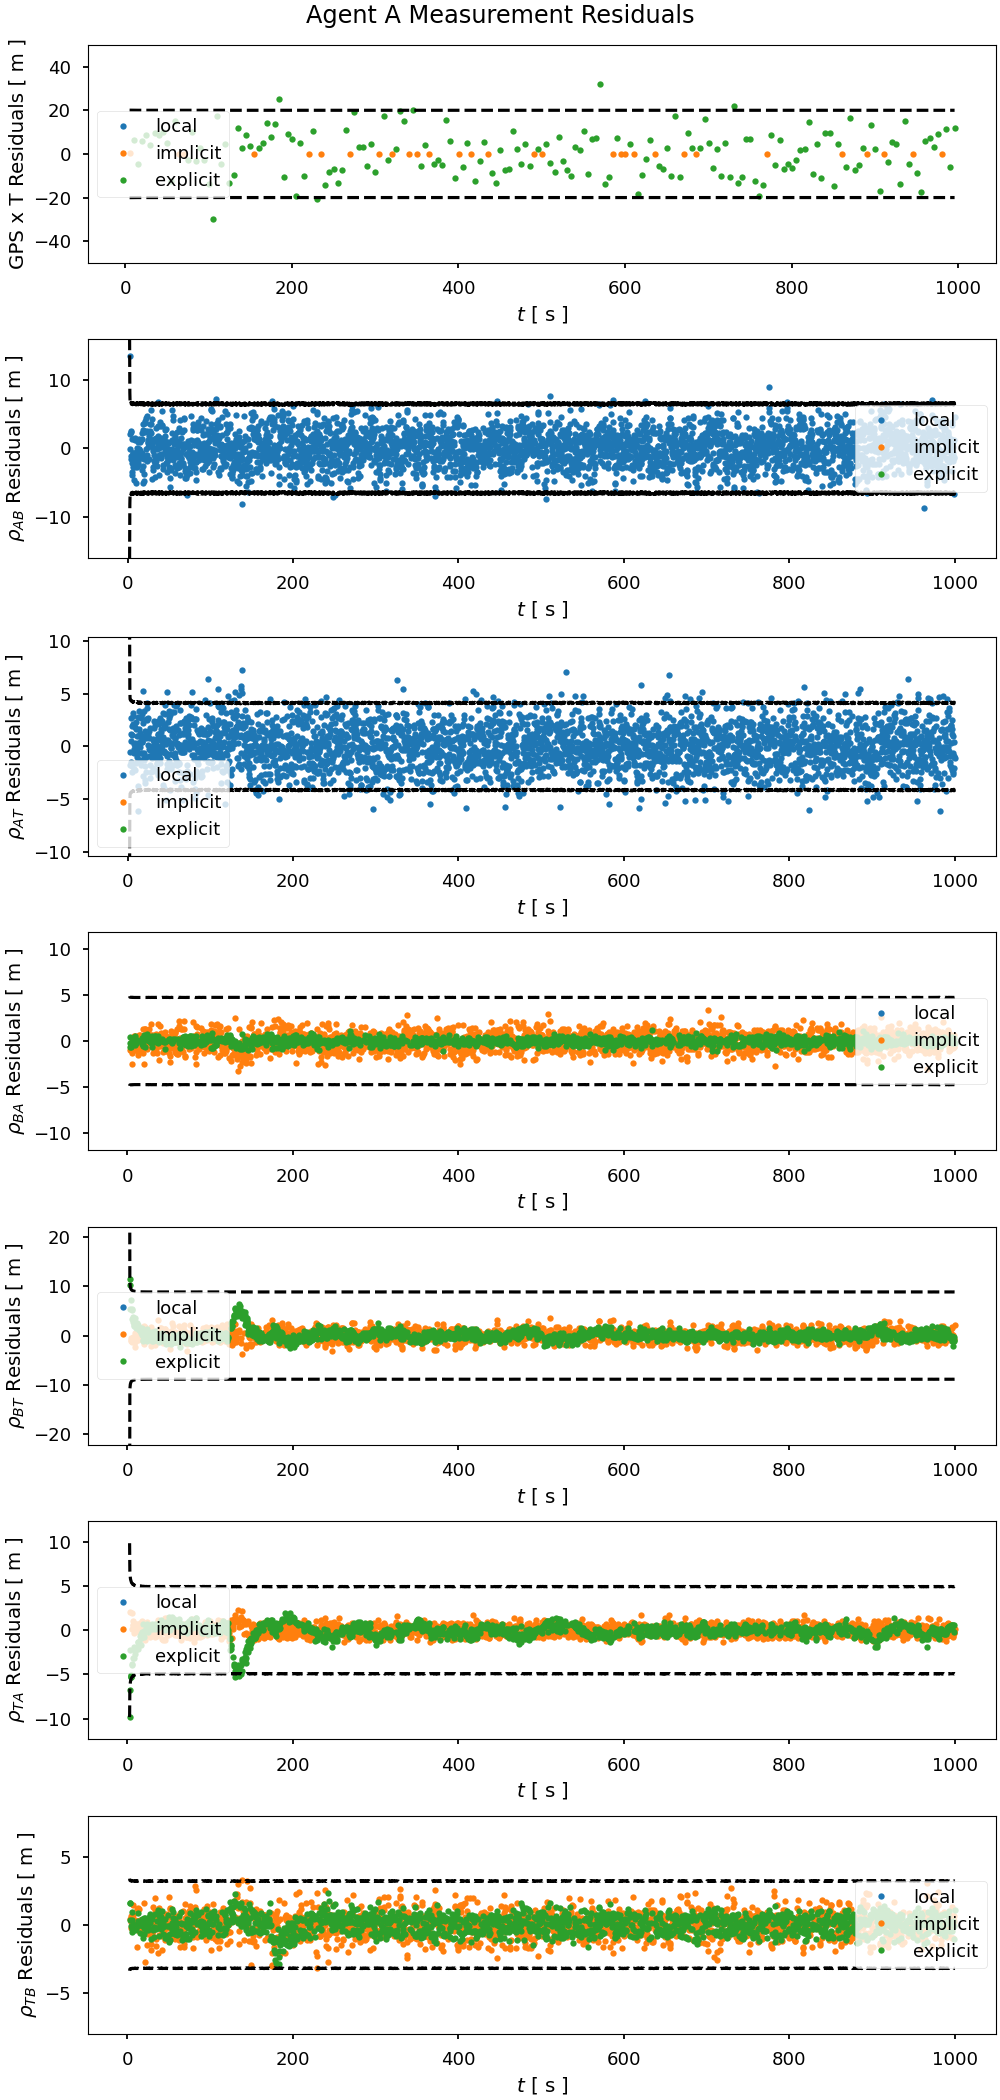 Agent A Measurement Residuals
GPS x T Residuals [ m ]
40
20
0
−20
−40
local
implicit
explicit
0 200 400 600 800 1000
t [ s ]
ρAB Residuals [ m ]
10
0
−10
local
implicit
explicit
0 200 400 600 800 1000
t [ s ]
ρAT Residuals [ m ]
10
5
0
−5
−10
local
implicit
explicit
0 200 400 600 800 1000
t [ s ]
ρBA Residuals [ m ]
10
5
0
−5
−10
local
implicit
explicit
0 200 400 600 800 1000
t [ s ]
ρBT Residuals [ m ]
20
10
0
−10
−20
local
implicit
explicit
0 200 400 600 800 1000
t [ s ]
ρTA Residuals [ m ]
10
5
0
−5
−10
local
implicit
explicit
0 200 400 600 800 1000
t [ s ]
ρTB Residuals [ m ]
5
0
−5
local
implicit
explicit
0 200 400 600 800 1000
t [ s ]